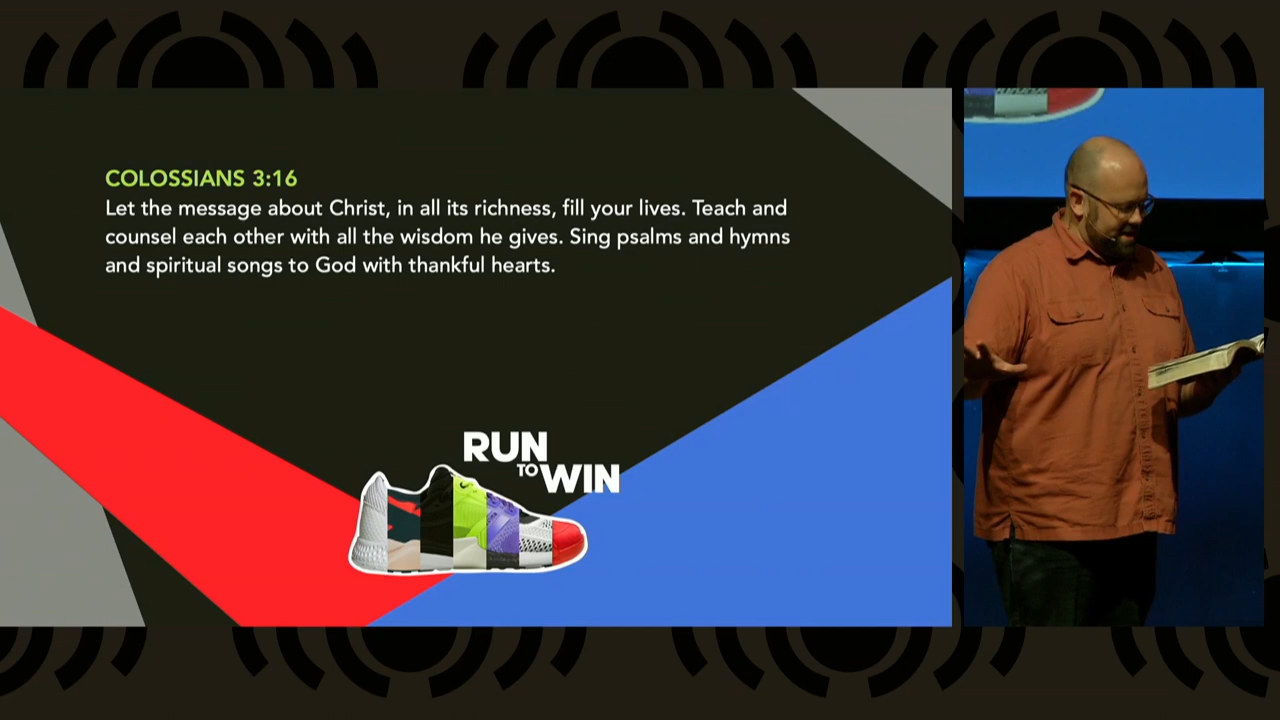 COLOSSIANS 3:16
Let the message about Christ, in all its richness, fill your lives. Teach and
counsel each other with all the wisdom he gives. Sing psalms and hymns
and spiritual songs to God with thankful hearts.
RUN
TO
WIN